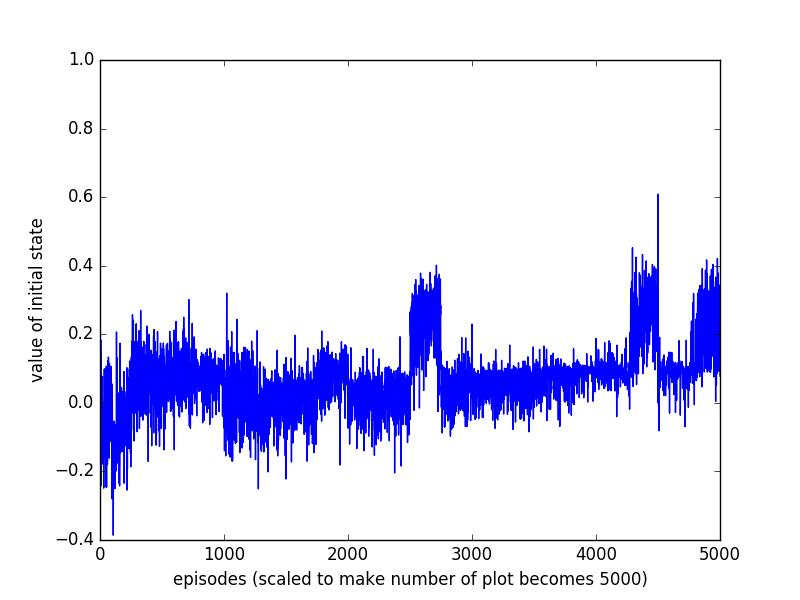 1.0
0.8
0.6
0.4
0.2
0.0
−0.2
−0.4
value of initial state
0 1000 2000 3000 4000 5000
episodes (scaled to make number of plot becomes 5000)